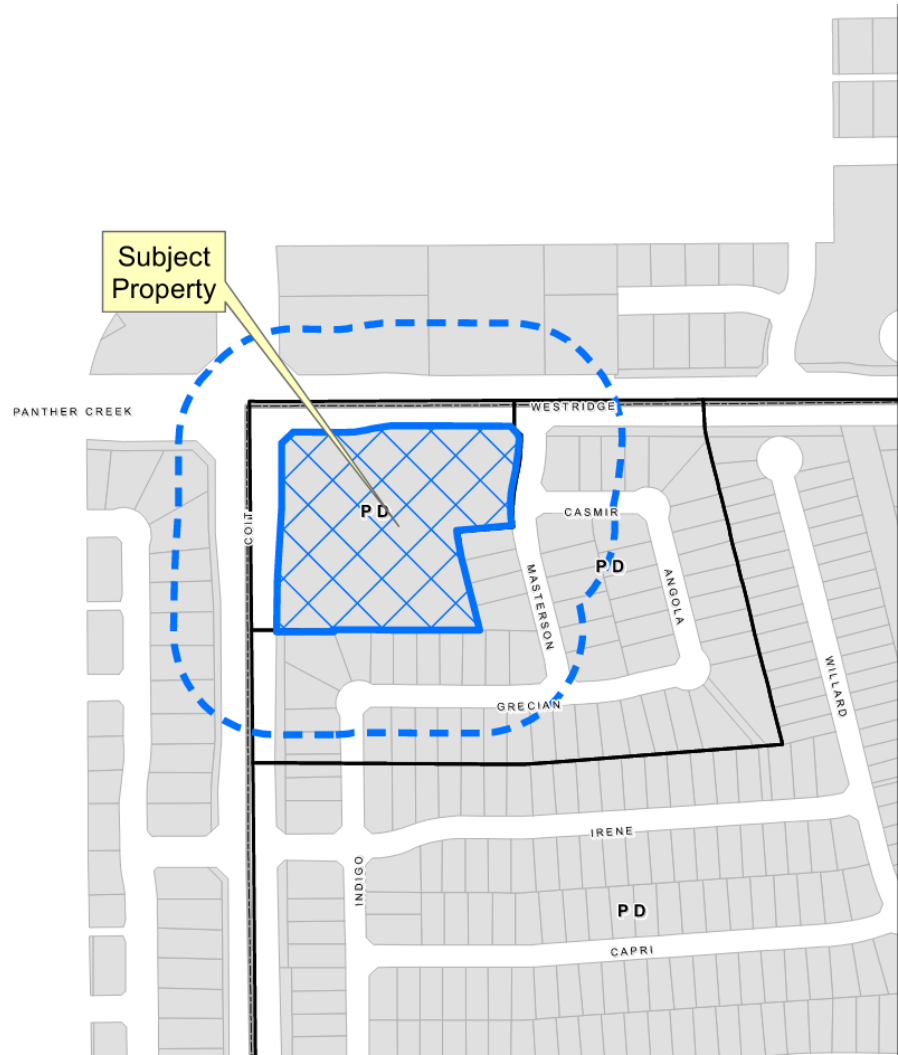 Subject
Property
PANTHER CREEK
WESTRIDGE
PD
CASMIR
COIT
PD
MASTERSON
ANGOLA
WILLARD
GRECIAN
IRENE
INDIGO
PD
CAPRI